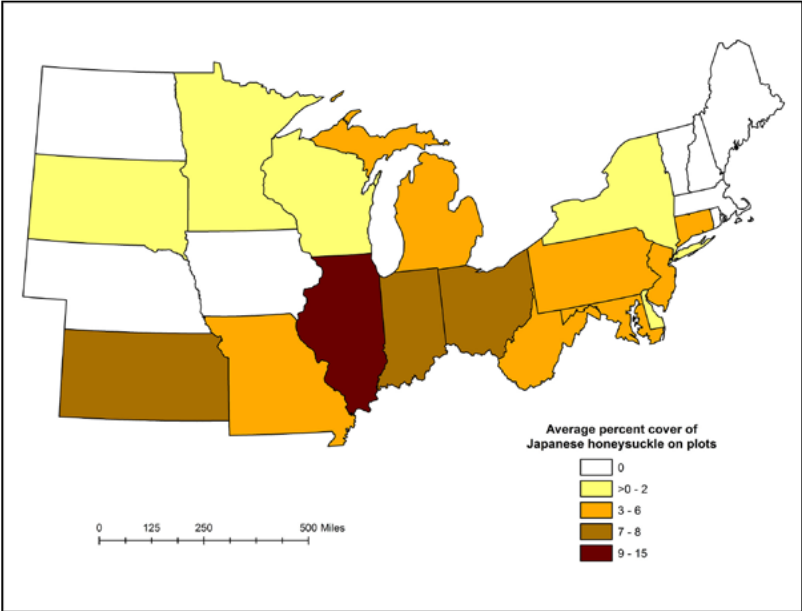 Average percent cover of
Japanese honeysuckle on plots
0
>0 - 2
3 - 6
7 - 8
9 - 15
0 125 250 500 Miles